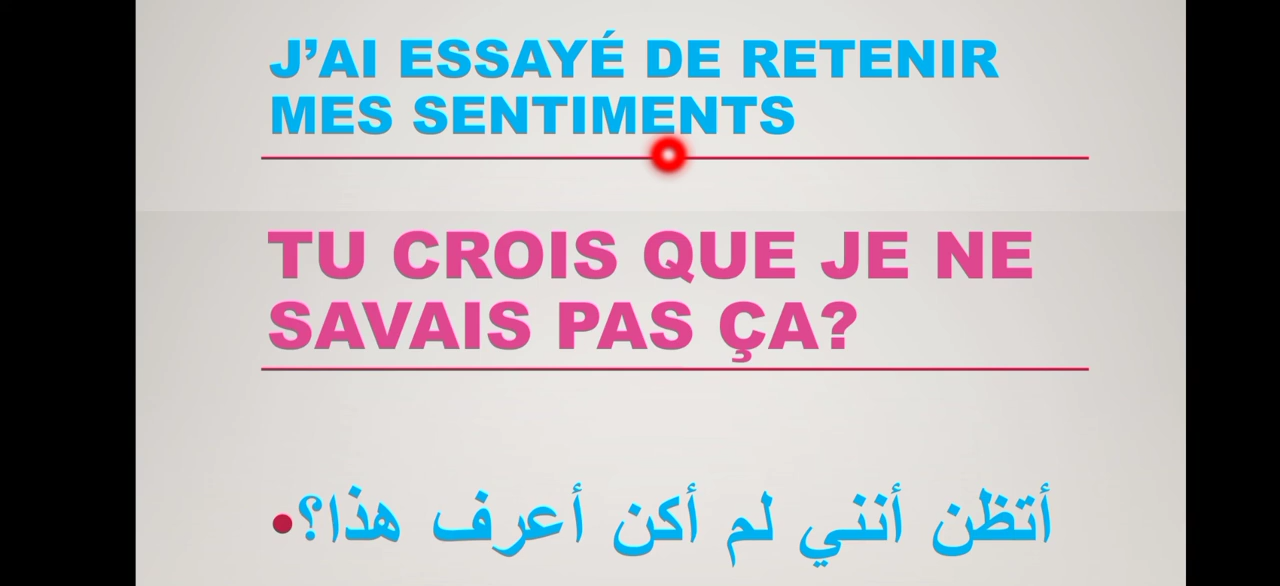 J’AI ESSAYÉ DE RETENIR
MES SENTIMENTS
TU CROIS QUE JE NE
SAVAIS PAS ÇA?
•أتظن أنني لم أكن أعرف هذا؟